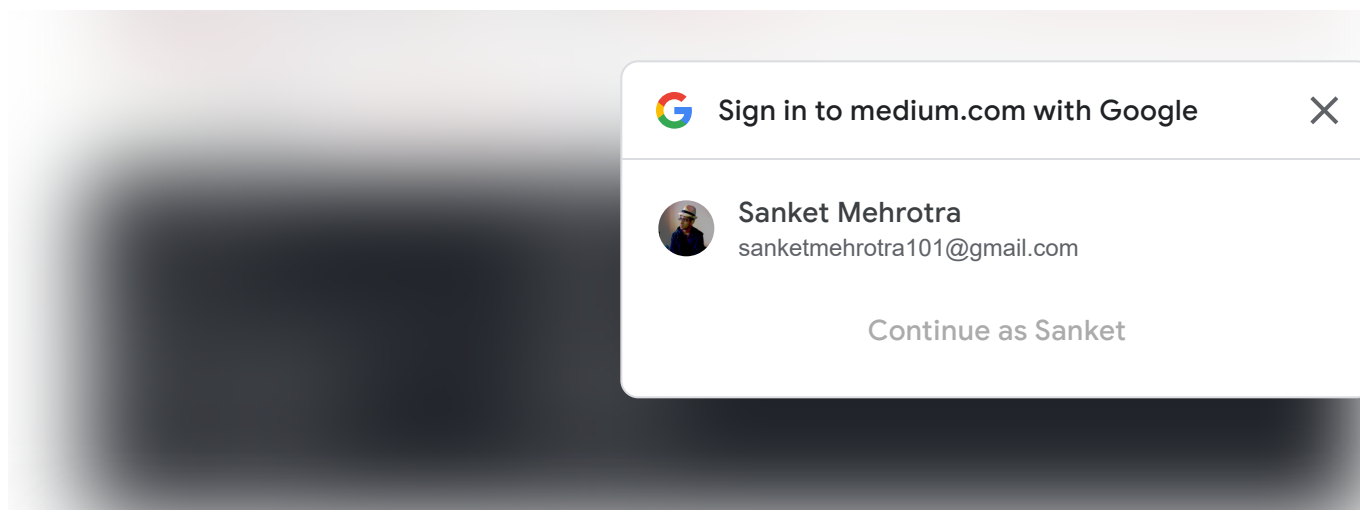 Sign in to medium.com with Google
Sanket Mehrotra
sanketmehrotra101@gmail.com
Continue as Sanket